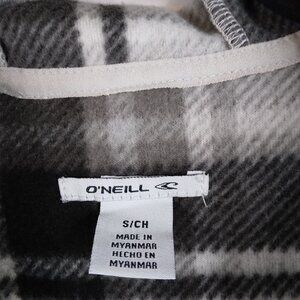 O'NEILL
S/CH
MADE IN
MYANMAR
HECHO EN
MYANMAR